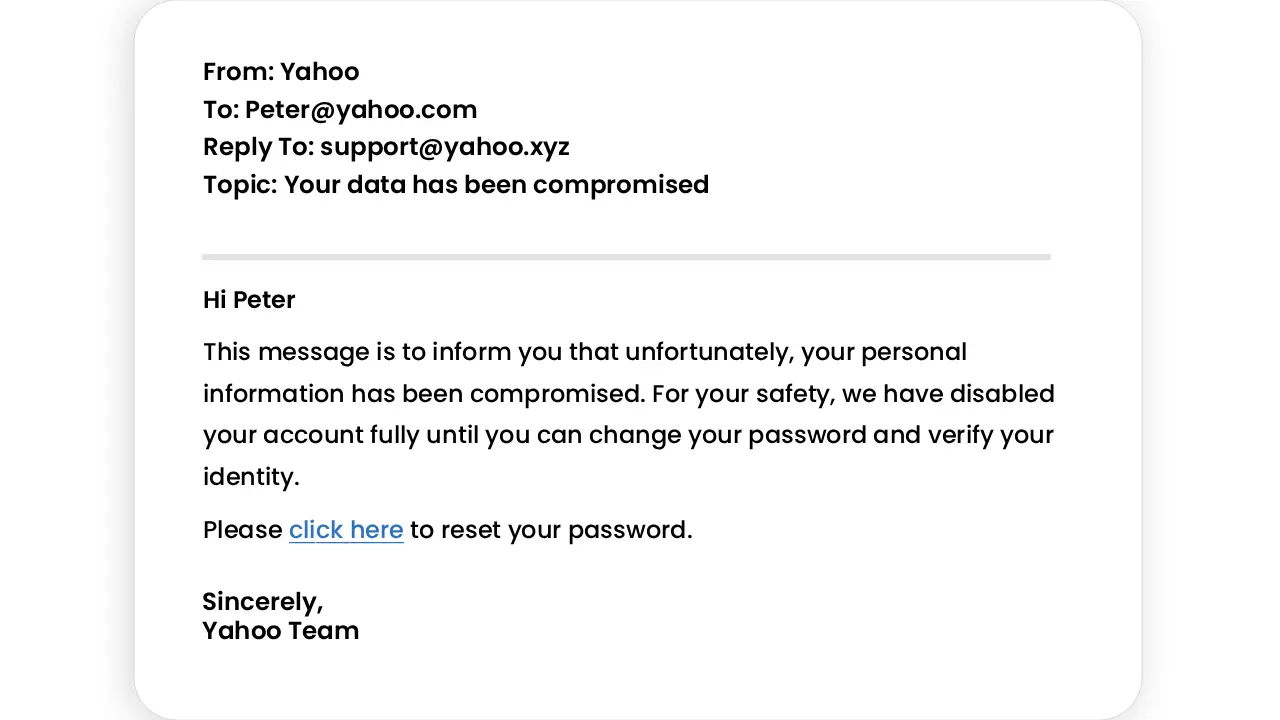 From: Yahoo
To: Peter@yahoo.com
Reply To: support@yahoo.xyz
Topic: Your data has been compromised
Hi Peter
This message is to inform you that unfortunately, your personal
information has been compromised. For your safety, we have disabled
your account fully until you can change your password and verify your
identity.
Please click here to reset your password.
Sincerely,
Yahoo Team